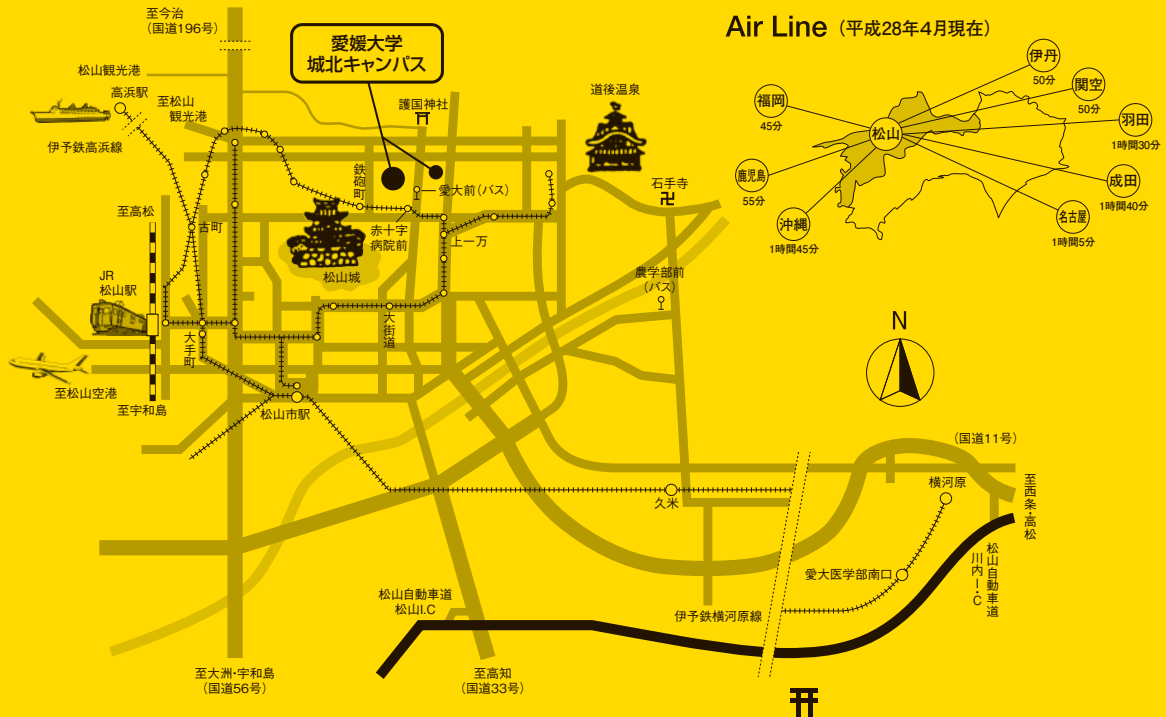 至今治
(国道196号)
愛媛大学
城北キャンパス
Air Line (平成28年4月現在)
松山観光港
高浜駅
至松山
観光港
伊予鉄高浜線
護国神社
道後温泉
鉄砲町
愛大前(バス)
石手寺
卍
至高松
古町
赤十字
病院前
上一万
松山城
農学部前
(バス)
JR
松山駅
大手町
大街道
至松山空港
至宇和島
松山市駅
伊丹
50分
関空
50分
福岡
45分
羽田
1時間30分
松山
鹿児島
55分
成田
1時間40分
沖縄
1時間45分
名古屋
1時間5分
N
(国道11号)
横河原
至西条・高松
久米
愛大医学部南口
松山自動車道
川内I・C
松山自動車道
松山I.C
伊予鉄横河原線
至大洲・宇和島
(国道56号)
至高知
(国道33号)